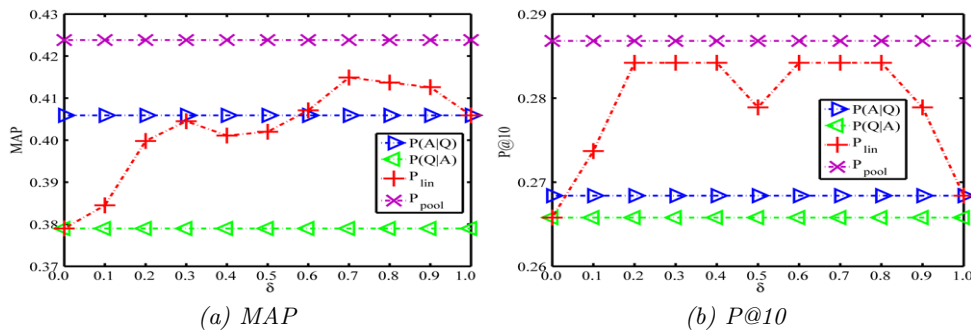 0.43
0.42
0.41
0.40
0.39
0.38
0.37
MAP
P(A|Q)
P(Q|A)
P_lin
P_pool
0.0 0.1 0.2 0.3 0.4 0.5 0.6 0.7 0.8 0.9 1.0
δ
(a) MAP
0.29
0.28
0.27
0.26
P@10
P(A|Q)
P(Q|A)
P_lin
P_pool
0.0 0.1 0.2 0.3 0.4 0.5 0.6 0.7 0.8 0.9 1.0
δ
(b) P@10